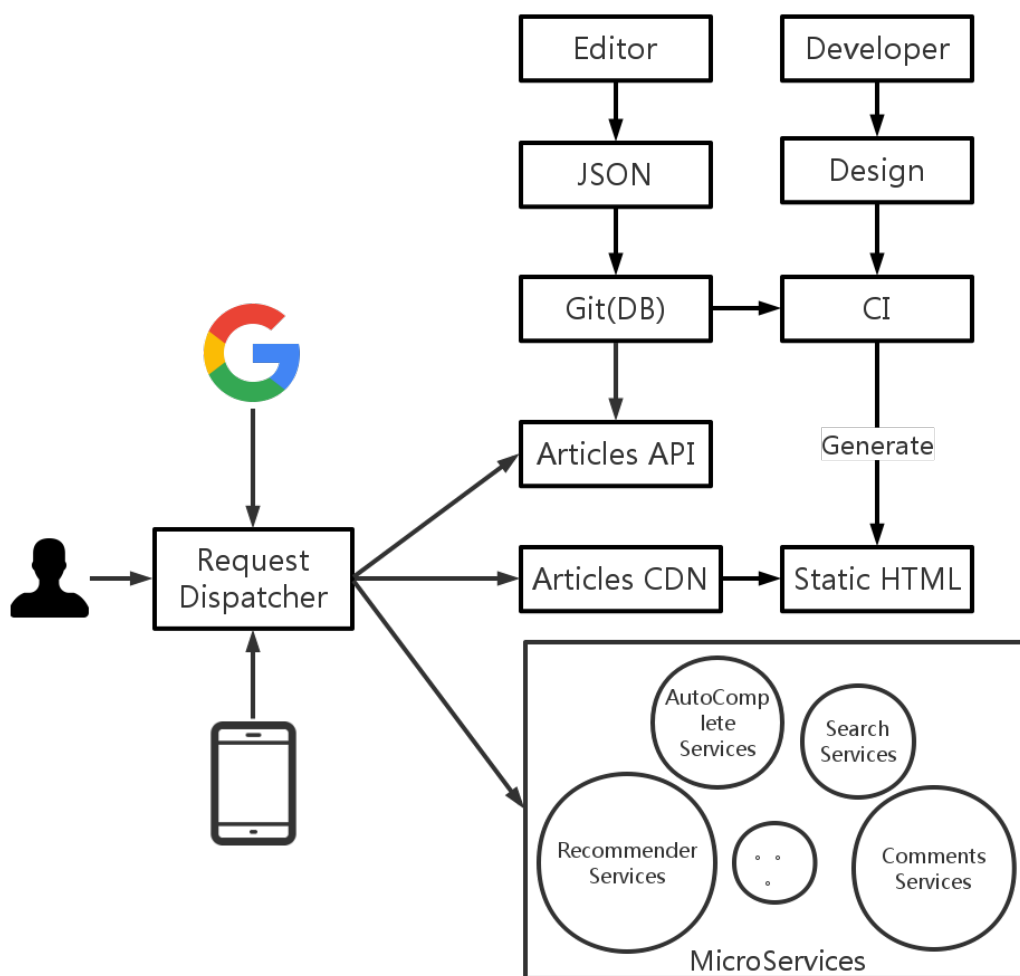 Editor
Developer
JSON
Design
Git(DB)
CI
Articles API
Generate
Request
Dispatcher
Articles CDN
Static HTML
AutoComp
lete
Services
Search
Services
Recommender
Services
Comments
Services
MicroServices